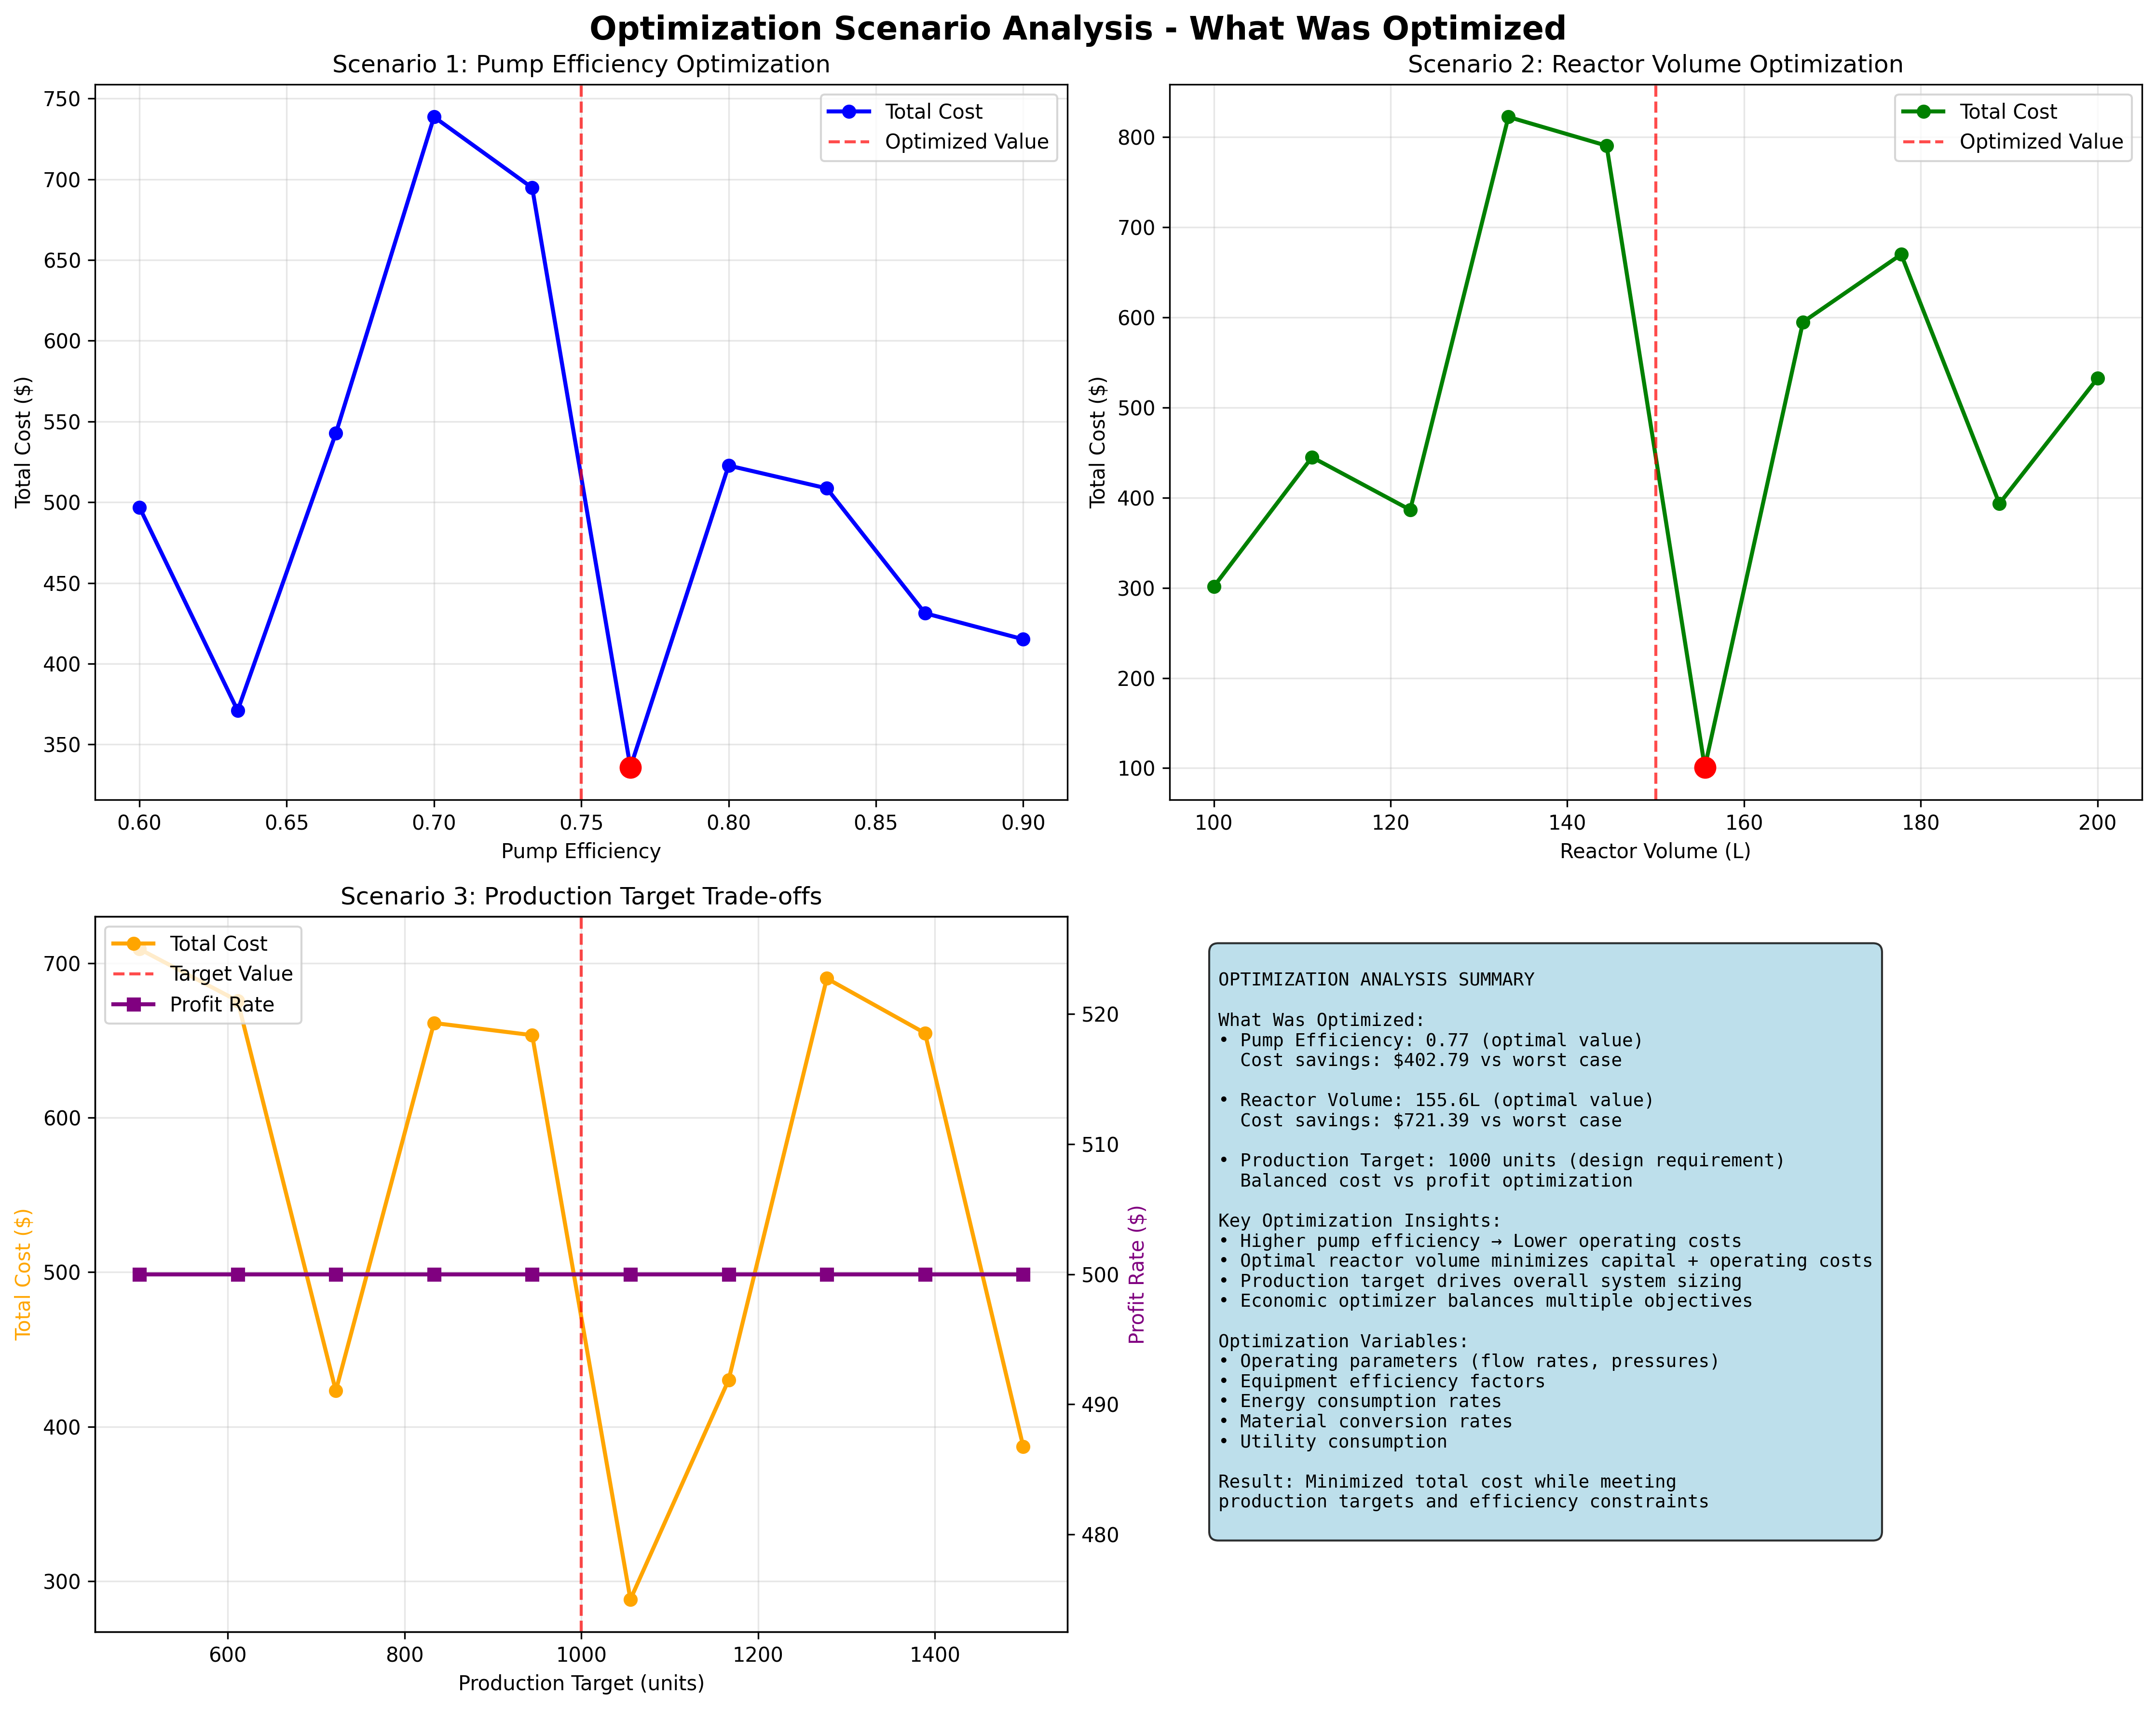 Optimization Scenario Analysis - What Was Optimized
Scenario 1: Pump Efficiency Optimization
750
700
650
600
550
500
450
400
350
Total Cost ($)
Total Cost
Optimized Value
0.60 0.65 0.70 0.75 0.80 0.85 0.90
Pump Efficiency
Scenario 2: Reactor Volume Optimization
800
700
600
500
400
300
200
100
Total Cost ($)
Total Cost
Optimized Value
100 120 140 160 180 200
Reactor Volume (L)
Scenario 3: Production Target Trade-offs
700
600
500
400
300
Total Cost ($)
Total Cost
Target Value
Profit Rate
520
510
500
490
480
Profit Rate ($)
600 800 1000 1200 1400
Production Target (units)
OPTIMIZATION ANALYSIS SUMMARY
What Was Optimized:
• Pump Efficiency: 0.77 (optimal value)
Cost savings: $402.79 vs worst case
• Reactor Volume: 155.6L (optimal value)
Cost savings: $721.39 vs worst case
• Production Target: 1000 units (design requirement)
Balanced cost vs profit optimization
Key Optimization Insights:
• Higher pump efficiency → Lower operating costs
• Optimal reactor volume minimizes capital + operating costs
• Production target drives overall system sizing
• Economic optimizer balances multiple objectives
Optimization Variables:
• Operating parameters (flow rates, pressures)
• Equipment efficiency factors
• Energy consumption rates
• Material conversion rates
• Utility consumption
Result: Minimized total cost while meeting
production targets and efficiency constraints